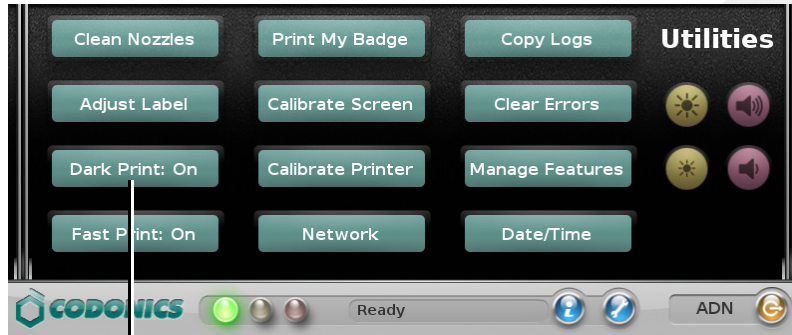 Clean Nozzles Print My Badge Copy Logs Utilities
Adjust Label Calibrate Screen Clear Errors
Dark Print: On Calibrate Printer Manage Features
Fast Print: On Network Date/Time
CODONICS Ready ADN